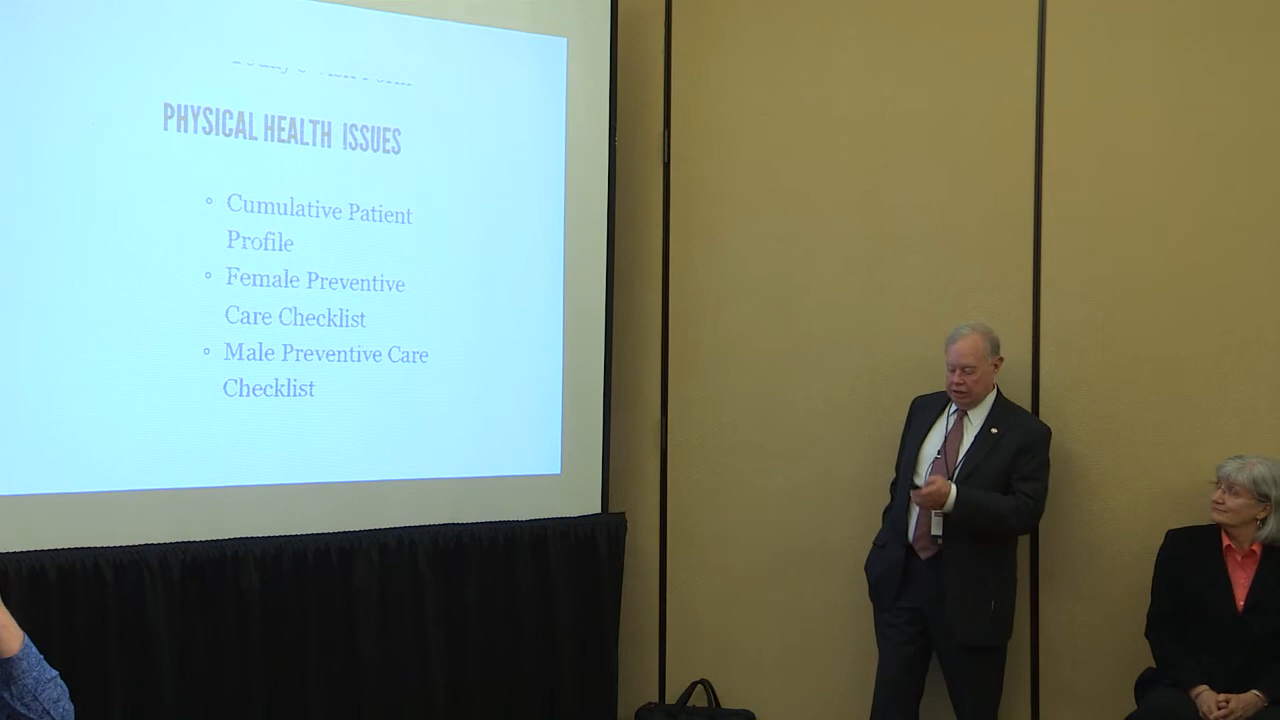 PHYSICAL HEALTH ISSUES
Cumulative Patient
Profile
Female Preventive
Care Checklist
Male Preventive Care
Checklist